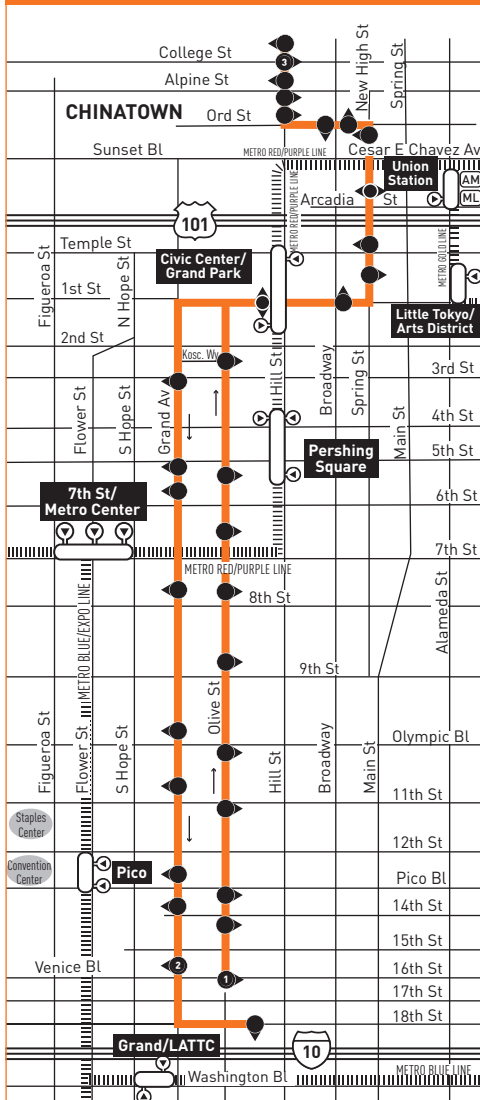 College St
3
Alpine St
New High St
Spring St
CHINATOWN
Ord St
Sunset Bl
METRO RED/PURPLE LINE
Cesar E Chavez Av
Union
Station
AM
ML
METRO RED/PURPLE LINE
Arcadia St
101
METRO GOLD LINE
Temple St
Civic Center/
Grand Park
Figueroa St
N Hope St
1st St
Little Tokyo/
Arts District
2nd St
Kosc. Wy
Hill St
Broadway
Spring St
3rd St
Flower St
S Hope St
Grand Av
Main St
4th St
Pershing
Square
5th St
7th St/
Metro Center
6th St
7th St
METRO RED/PURPLE LINE
8th St
Alameda St
METRO BLUE/EXPO LINE
9th St
Olive St
Figueroa St
Flower St
S Hope St
Hill St
Broadway
Main St
Olympic Bl
11th St
Staples
Center
12th St
Convention
Center
Pico
Pico Bl
14th St
15th St
Venice Bl
2
1
16th St
17th St
18th St
Grand/LATTC
10
Washington Bl
METRO BLUE LINE